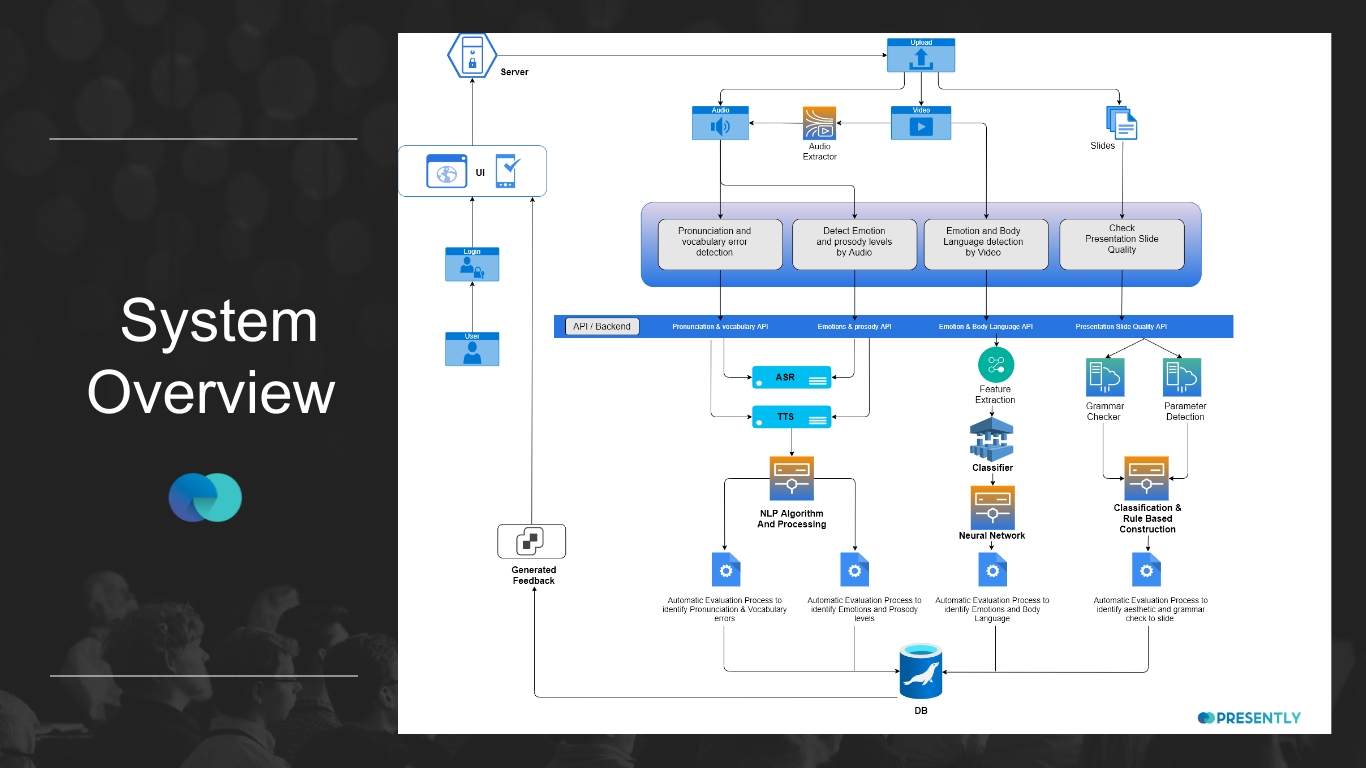 System
Overview
Server
Upload
Audio
Audio
Extractor
Video
Slides
UI
Login
User
Pronunciation and
vocabulary error
detection
Detect Emotion
and prosody levels
by Audio
Emotion and Body
Language detection
by Video
Check
Presentation Slide
Quality
API / Backend
Pronunciation & vocabulary API
Emotions & prosody API
Emotion & Body Language API
Presentation Slide Quality API
ASR
TTS
Feature
Extraction
Grammar
Checker
Parameter
Detection
Classifier
NLP Algorithm
And Processing
Neural Network
Classification &
Rule Based
Construction
Generated
Feedback
Automatic Evaluation Process to
identify Pronunciation & Vocabulary
errors
Automatic Evaluation Process to
identify Emotions and Prosody
levels
Automatic Evaluation Process to
identify Emotions and Body
Language
Automatic Evaluation Process to
identify aesthetic and grammar
check to slide
DB
PRESENTLY